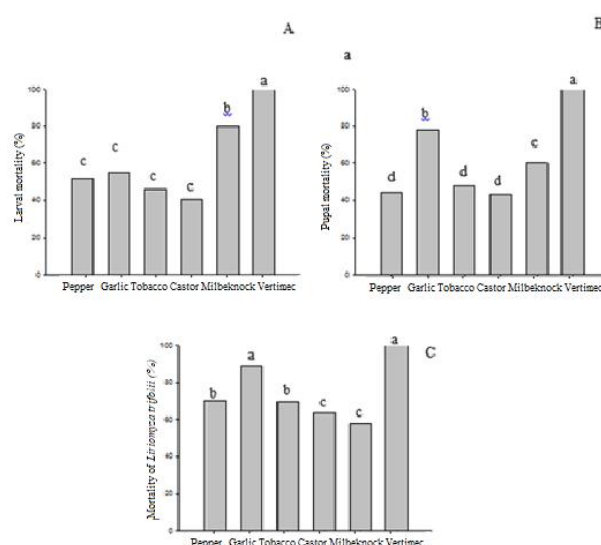 A
B
a
100
80
60
40
20
0
Larval mortality (%)
c
c
c
c
b
a
Pepper Garlic Tobacco Castor Milbeknock Vertimec
100
80
60
40
20
0
Pupal mortality (%)
d
b
d
d
c
a
Pepper Garlic Tobacco Castor Milbeknock Vertimec
C
100
80
60
40
20
0
Mortality of Liriomyza trifolii (%)
b
a
b
c
c
a
Pepper Garlic Tobacco Castor Milbeknock Vertimec